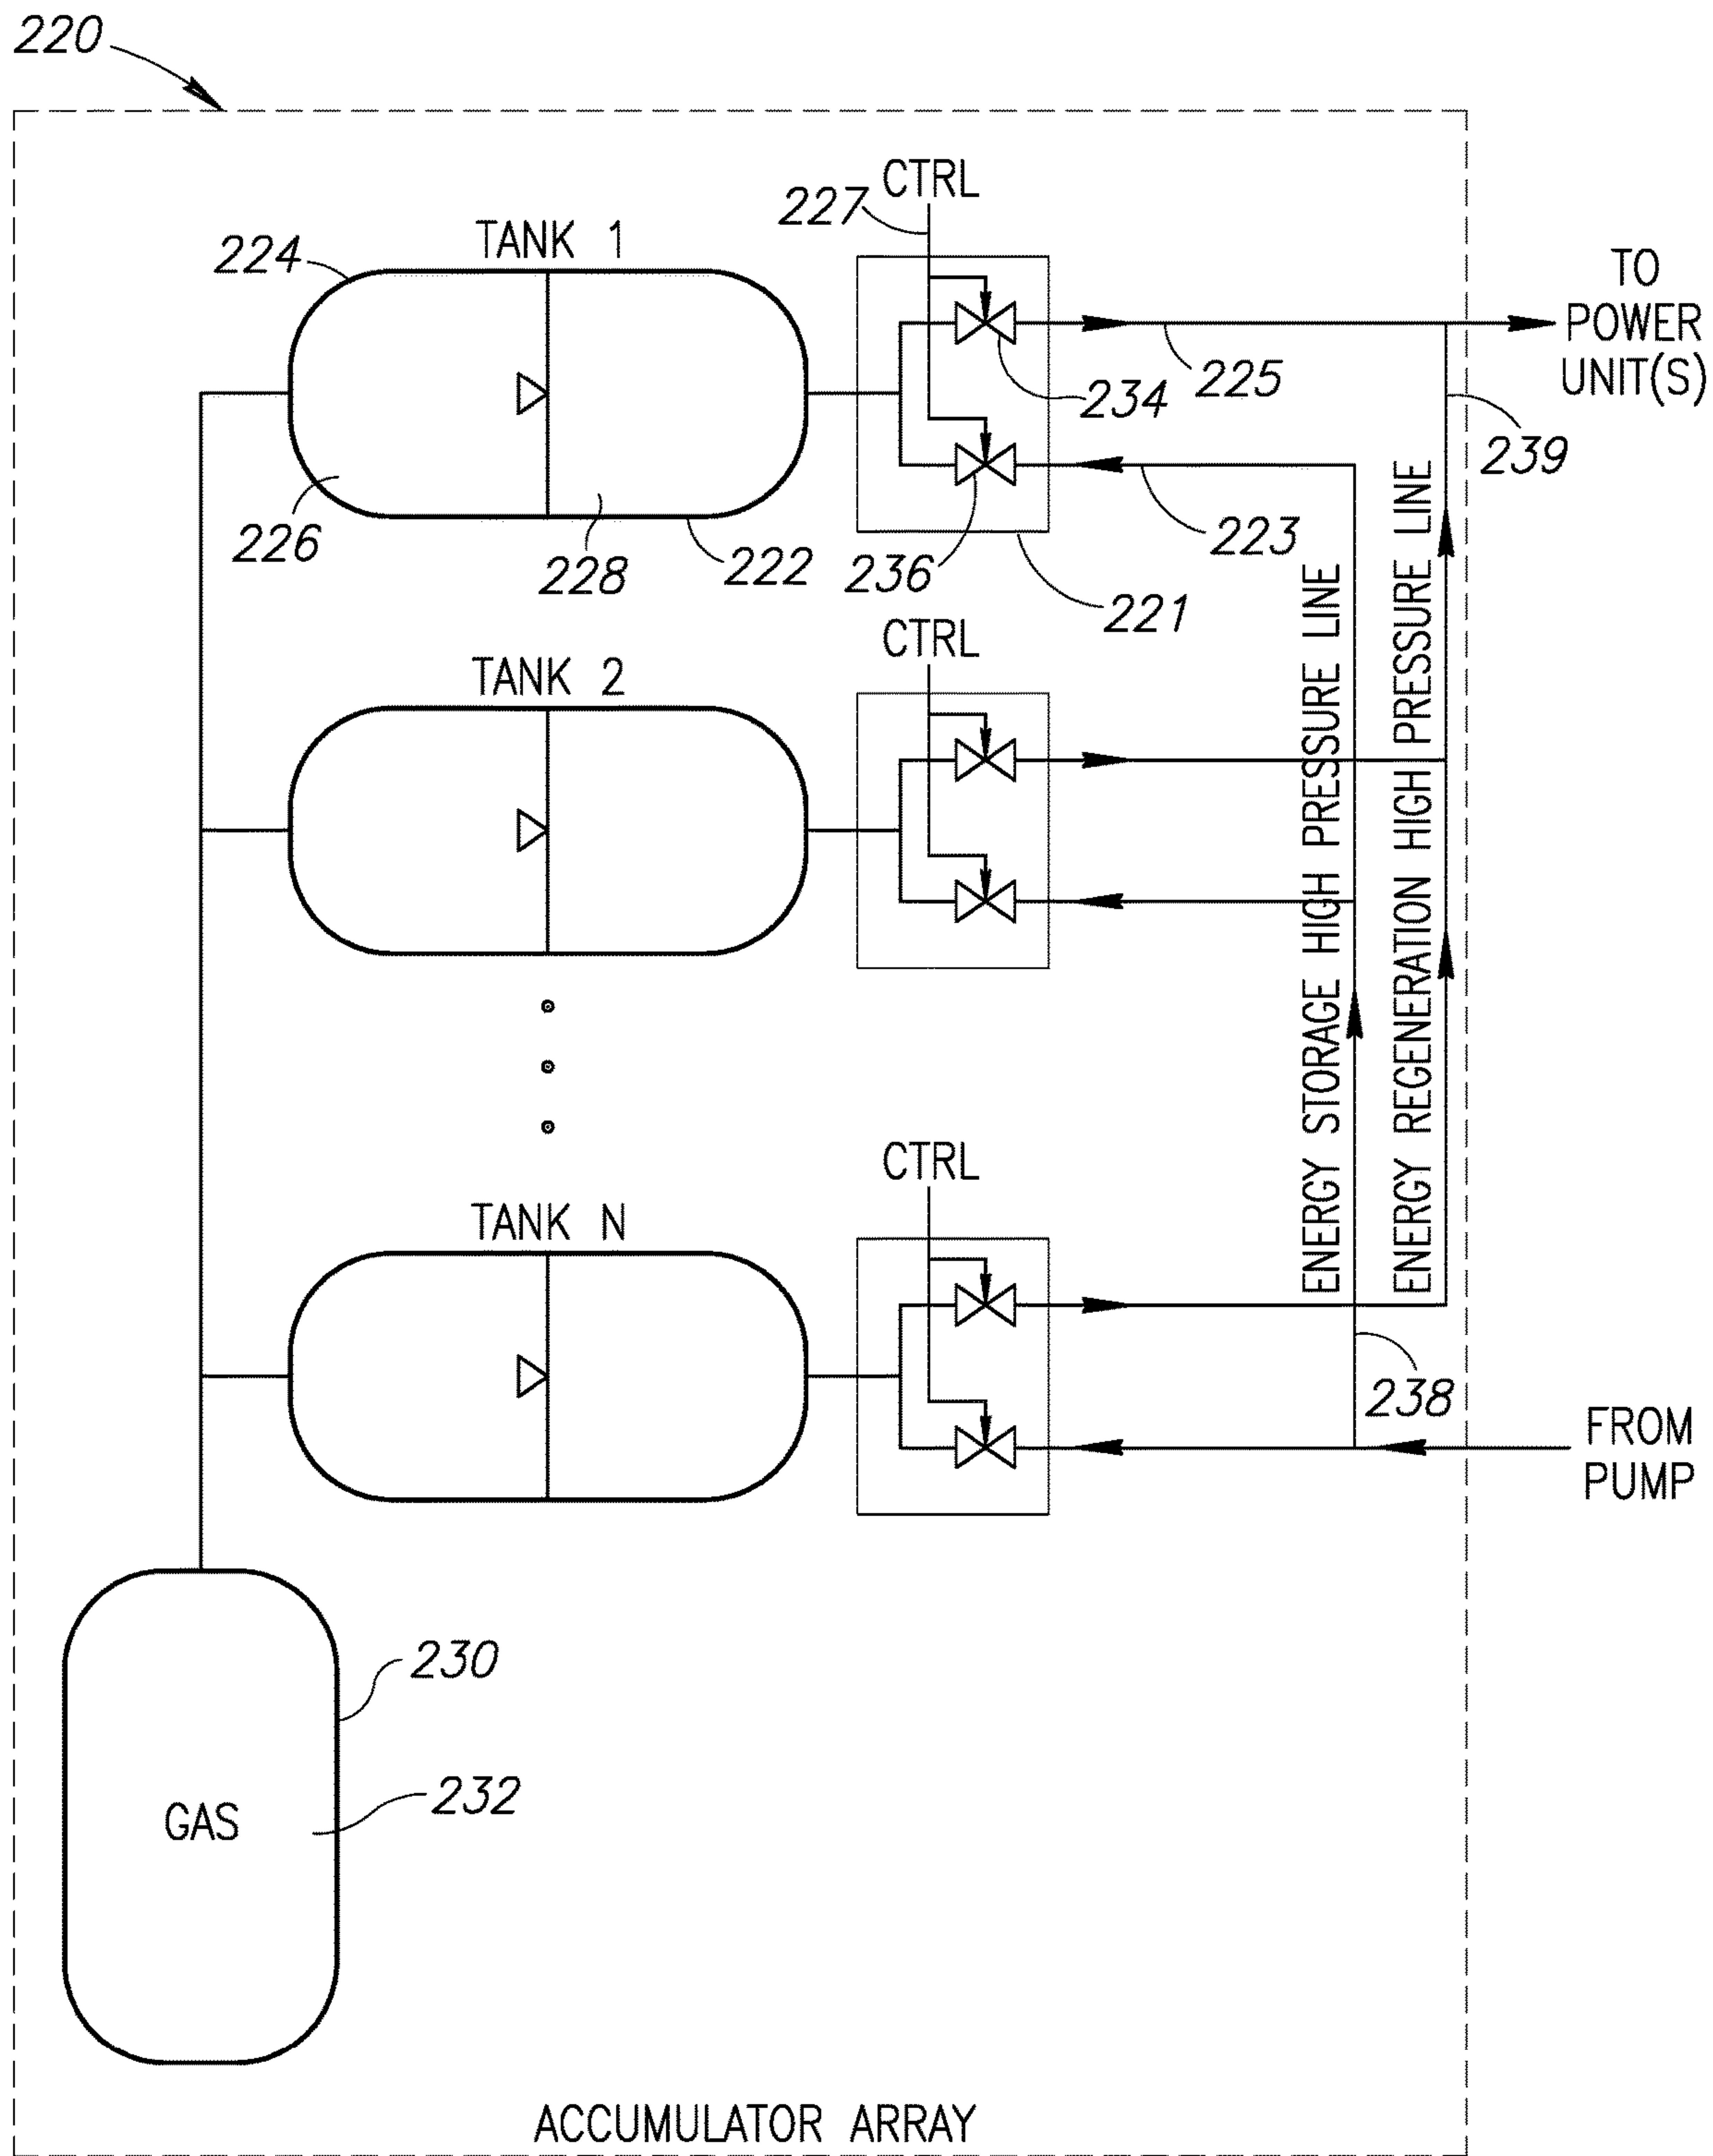 220
CTRL
227
TANK 1
224
TO
POWER
UNIT(S)
225
234
239
226
228
222
236
223
221
CTRL
TANK 2
ENERGY STORAGE HIGH PRESSURE LINE
ENERGY REGENERATION HIGH PRESSURE LINE
CTRL
TANK N
238
FROM
PUMP
230
232
GAS
ACCUMULATOR ARRAY